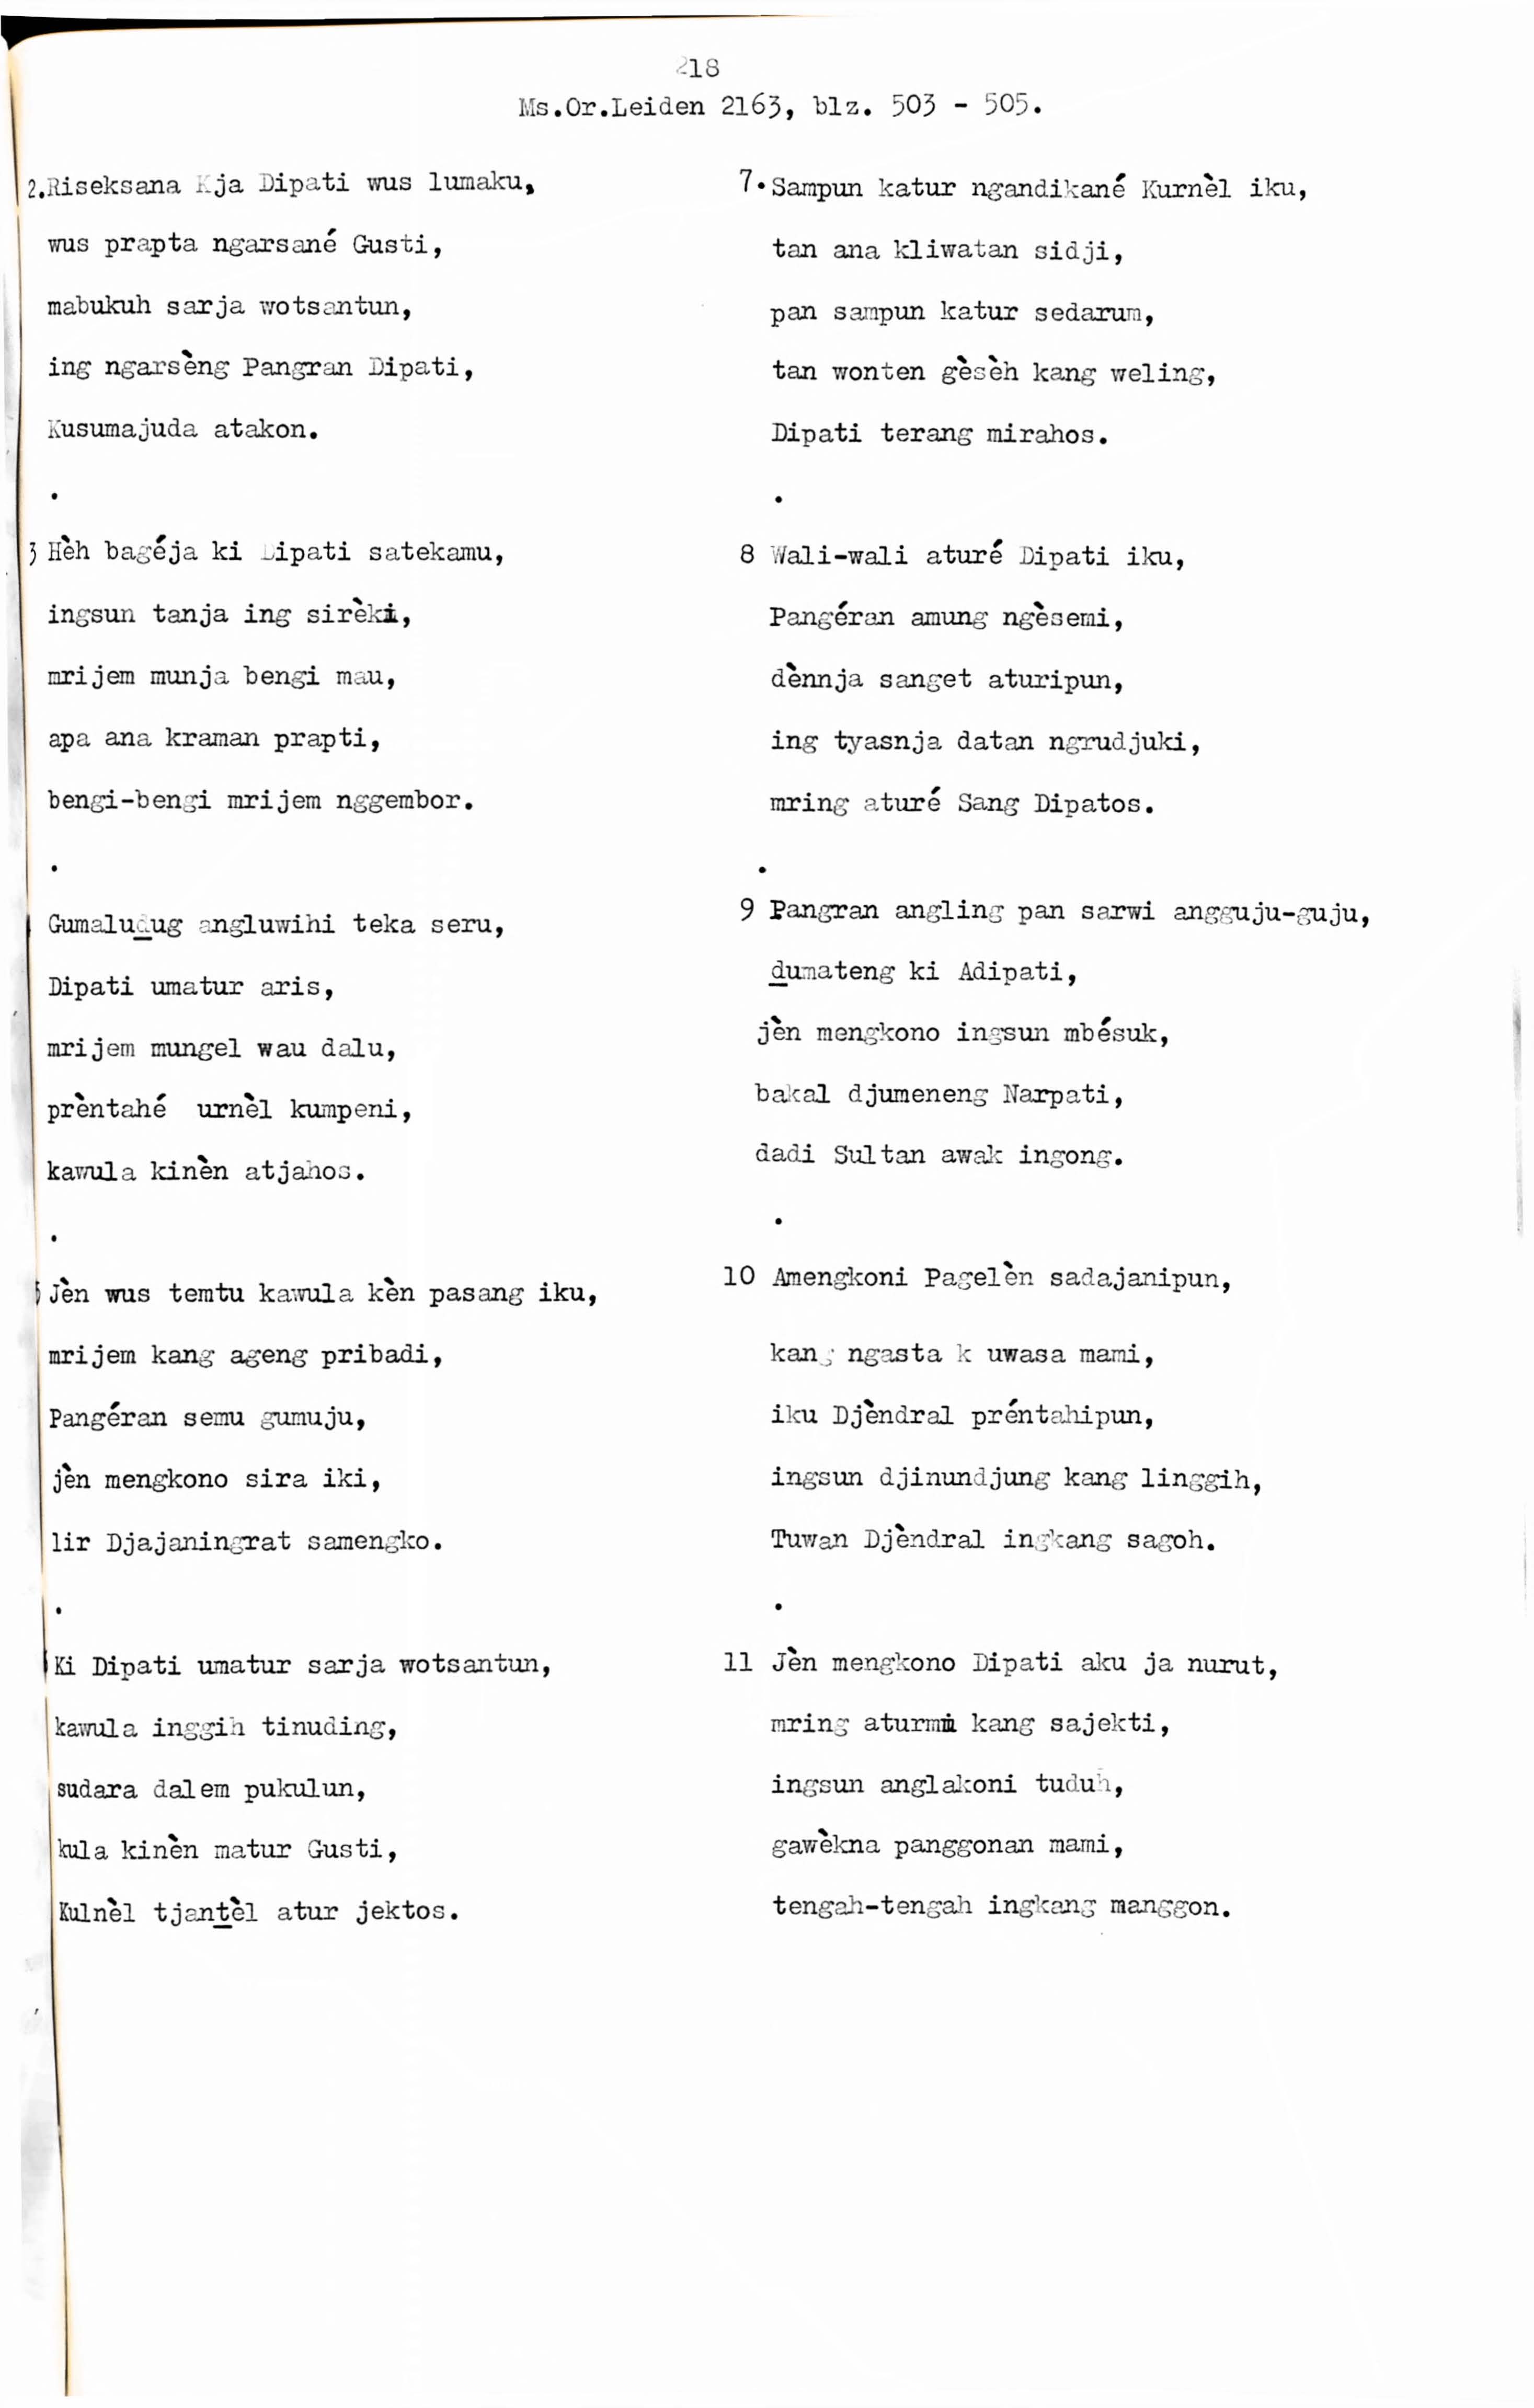 218
Ms.Or.Leiden 2163, blz. 503 - 505.
2.Riseksana Kja Dipati wus lumaku,
wus prapta ngarsané Gusti,
mabukuh sarja wotsantun,
ing ngarsèng Pangran Dipati,
Kusumajuda atakon.
.
3 Hèh bagéja ki Dipati satekamu,
ingsun tanja ing sirèki,
mrijem munja bengi mau,
apa ana kraman prapti,
bengi-bengi mrijem nggembor.
.
Gumaludug angluwihi teka seru,
Dipati umatur aris,
mrijem mungel wau dalu,
prèntahé urnèl kumpeni,
kawula kinèn atjahos.
.
Jèn wus temtu kawula kèn pasang iku,
mrijem kang ageng pribadi,
Pangéran semu gumuju,
jèn mengkono sira iki,
lir Djajaningrat samengko.
.
Ki Dipati umatur sarja wotsantun,
kawula inggih tinuding,
sudara dalem pukulun,
kula kinèn matur Gusti,
Kulnèl tjantèl atur jektos.
7.Sampun katur ngandikané Kurnèl iku,
tan ana kliwatan sidji,
pan sampun katur sedarum,
tan wonten gèsèh kang weling,
Dipati terang mirahos.
.
8 Wali-wali aturé Dipati iku,
Pangéran amung ngèsemi,
dènnja sanget aturipun,
ing tyasnja datan ngrudjuki,
mring aturé Sang Dipatos.
.
9 Pangran angling pan sarwi angguju-guju,
dumateng ki Adipati,
jèn mengkono ingsun mbésuk,
bakal djumeneng Narpati,
dadi Sultan awak ingong.
.
10 Amengkoni Pagelèn sadajanipun,
kang ngasta k uwasa mami,
iku Djèndral préntahipun,
ingsun djinundjung kang linggih,
Tuwan Djèndral ingkang sagoh.
.
11 Jèn mengkono Dipati aku ja nurut,
mring aturmu kang sajekti,
ingsun anglakoni tuduh,
gawèkna panggonan mami,
tengah-tengah ingkang manggon.